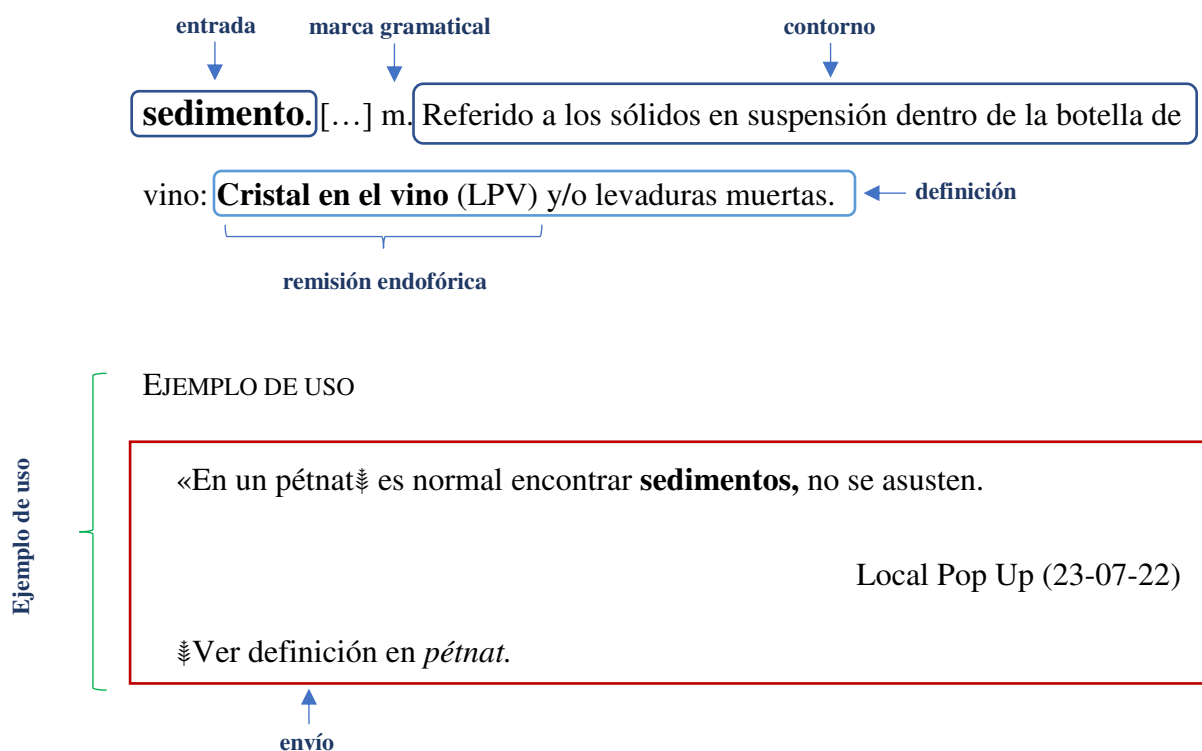 entrada marca gramatical contorno
sedimento. […] m. Referido a los sólidos en suspensión dentro de la botella de
vino: Cristal en el vino (LPV) y/o levaduras muertas. definición
remisión endofórica
EJEMPLO DE USO
Ejemplo de uso
«En un pétnat⸙ es normal encontrar sedimentos, no se asusten.
Local Pop Up (23-07-22)
⸙Ver definición en pétnat.
envío